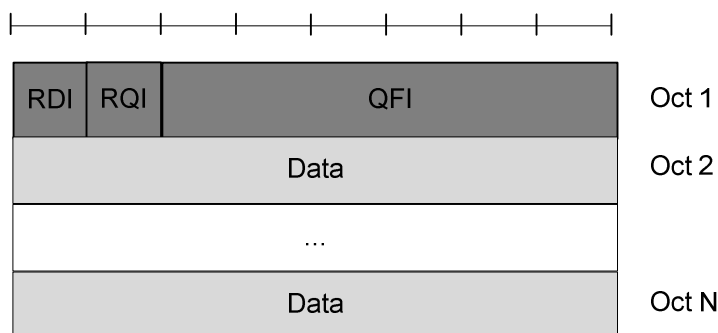 RDI RQI QFI Oct 1
Data Oct 2
...
Data Oct N